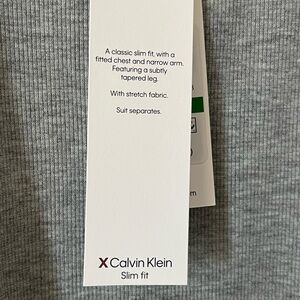 A classic slim fit, with a
fitted chest and narrow arm.
Featuring a subtly
tapered leg.
With stretch fabric.
Suit separates.
X Calvin Klein
Slim fit
m